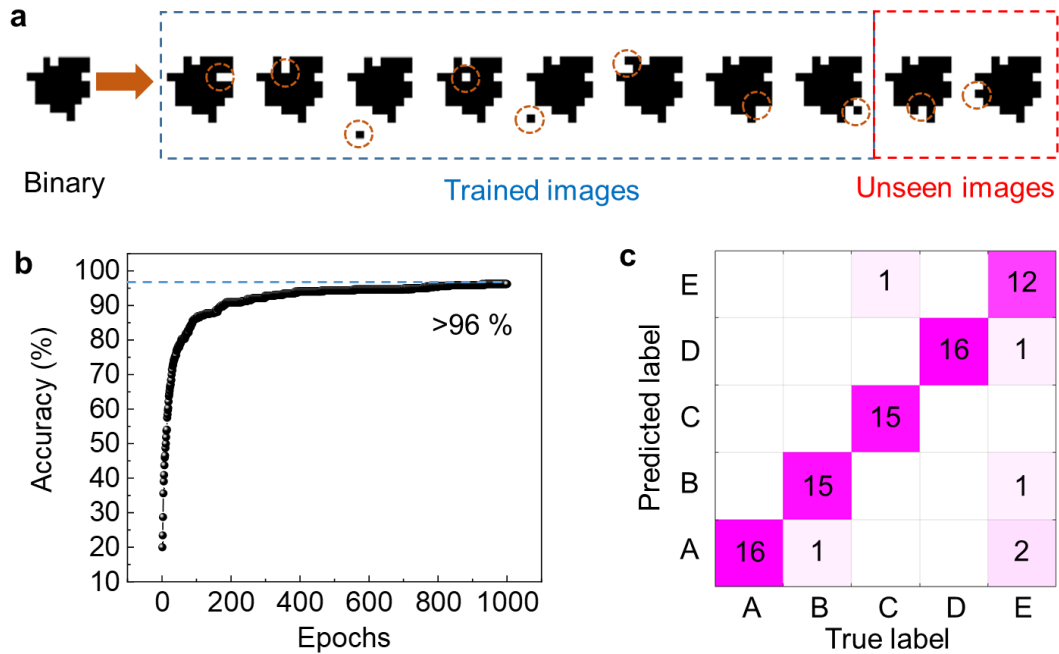 a
Binary
Trained images
Unseen images
b
100
90
80
70
60
50
40
30
20
10
0
200
400
600
800
1000
Accuracy (%)
Epochs
>96 %
c
E
D
C
B
A
1
12
16
1
15
15
1
16
1
2
A
B
C
D
E
Predicted label
True label